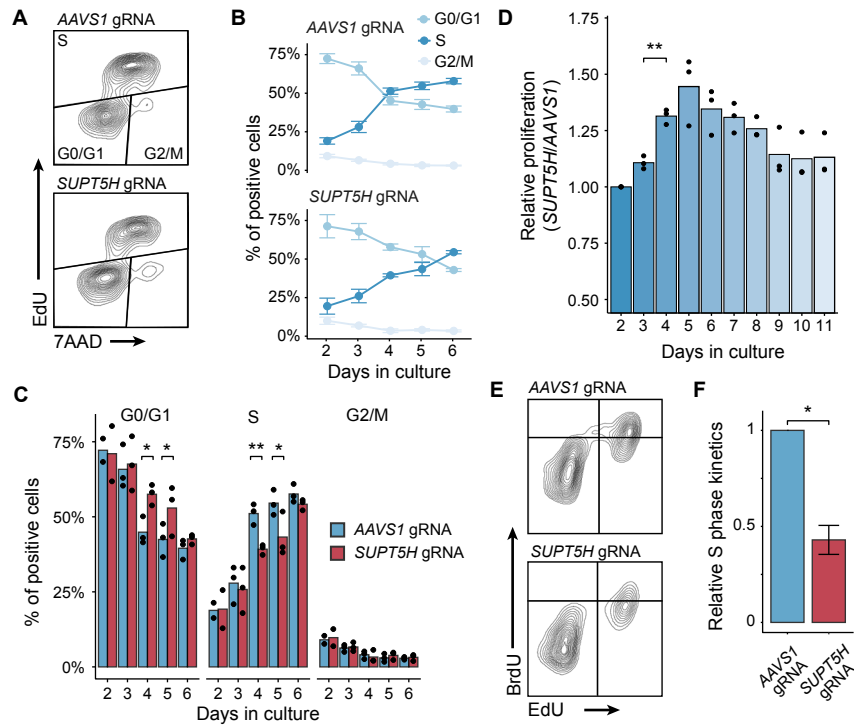 A
AAVS1 gRNA
S
G0/G1
G2/M
SUPT5H gRNA
EdU
7AAD
B
AAVS1 gRNA
G0/G1
S
G2/M
75%
50%
25%
0%
SUPT5H gRNA
75%
50%
25%
0%
% of positive cells
2 3 4 5 6
Days in culture
C
G0/G1 S G2/M
75%
50%
25%
0%
% of positive cells
* *
** *
AAVS1 gRNA
SUPT5H gRNA
2 3 4 5 6 2 3 4 5 6 2 3 4 5 6
Days in culture
D
1.75
1.50
1.25
1.00
0.75
0.50
Relative proliferation
(SUPT5H/AAVS1)
**
2 3 4 5 6 7 8 9 10 11
Days in culture
E
AAVS1 gRNA
SUPT5H gRNA
BrdU
EdU
F
*
1
0.5
0
Relative S phase kinetics
AAVS1
gRNA
SUPT5H
gRNA